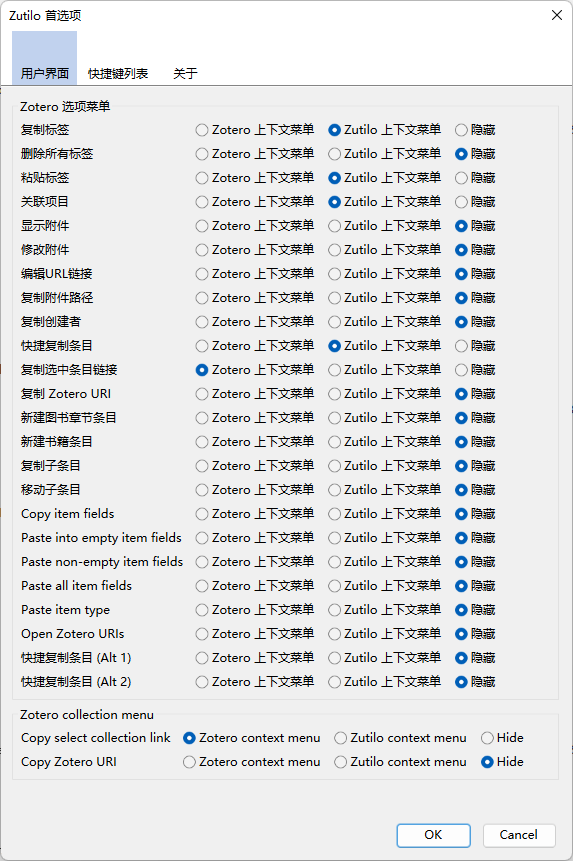 Zutilo 首选项
用户界面 快捷键列表 关于
Zotero 选项菜单
复制标签 Zotero 上下文菜单 Zutilo 上下文菜单 隐藏
删除所有标签 Zotero 上下文菜单 Zutilo 上下文菜单 隐藏
粘贴标签 Zotero 上下文菜单 Zutilo 上下文菜单 隐藏
关联项目 Zotero 上下文菜单 Zutilo 上下文菜单 隐藏
显示附件 Zotero 上下文菜单 Zutilo 上下文菜单 隐藏
修改附件 Zotero 上下文菜单 Zutilo 上下文菜单 隐藏
编辑URL链接 Zotero 上下文菜单 Zutilo 上下文菜单 隐藏
复制附件路径 Zotero 上下文菜单 Zutilo 上下文菜单 隐藏
复制创建者 Zotero 上下文菜单 Zutilo 上下文菜单 隐藏
快捷复制条目 Zotero 上下文菜单 Zutilo 上下文菜单 隐藏
复制选中条目链接 Zotero 上下文菜单 Zutilo 上下文菜单 隐藏
复制 Zotero URI Zotero 上下文菜单 Zutilo 上下文菜单 隐藏
新建图书章节条目 Zotero 上下文菜单 Zutilo 上下文菜单 隐藏
新建书籍条目 Zotero 上下文菜单 Zutilo 上下文菜单 隐藏
复制子条目 Zotero 上下文菜单 Zutilo 上下文菜单 隐藏
移动子条目 Zotero 上下文菜单 Zutilo 上下文菜单 隐藏
Copy item fields Zotero 上下文菜单 Zutilo 上下文菜单 隐藏
Paste into empty item fields Zotero 上下文菜单 Zutilo 上下文菜单 隐藏
Paste non-empty item fields Zotero 上下文菜单 Zutilo 上下文菜单 隐藏
Paste all item fields Zotero 上下文菜单 Zutilo 上下文菜单 隐藏
Paste item type Zotero 上下文菜单 Zutilo 上下文菜单 隐藏
Open Zotero URIs Zotero 上下文菜单 Zutilo 上下文菜单 隐藏
快捷复制条目 (Alt 1) Zotero 上下文菜单 Zutilo 上下文菜单 隐藏
快捷复制条目 (Alt 2) Zotero 上下文菜单 Zutilo 上下文菜单 隐藏
Zotero collection menu
Copy select collection link Zotero context menu Zutilo context menu Hide
Copy Zotero URI Zotero context menu Zutilo context menu Hide
OK Cancel